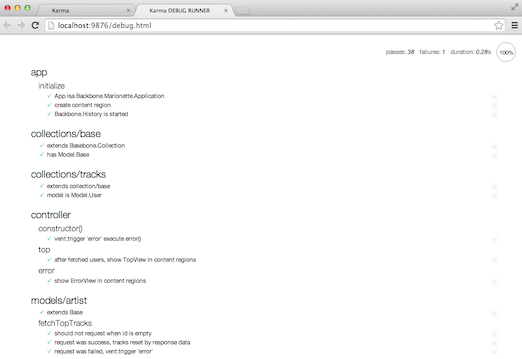 Karma
Karma DEBUG RUNNER
localhost:9876/debug.html
passes: 38 failures: 1 duration: 0.28s 100%
app
initialize
✓ App isa Backbone.Marionette.Application
✓ create content region
✓ Backbone.History is started
collections/base
✓ extends Basebone.Collection
✓ has Model.Base
collections/tracks
✓ extends collection/base
✓ model is Model.User
controller
constructor()
✓ vent.trigger 'error' execute error()
top
✓ after fetched users, show TopView in content regions
error
✓ show ErrorView in content regions
models/artist
✓ extends Base
fetchTopTracks
✓ should not request when id is empty
✓ request was success, tracks reset by response data
✓ request was failed, vent.trigger 'error'